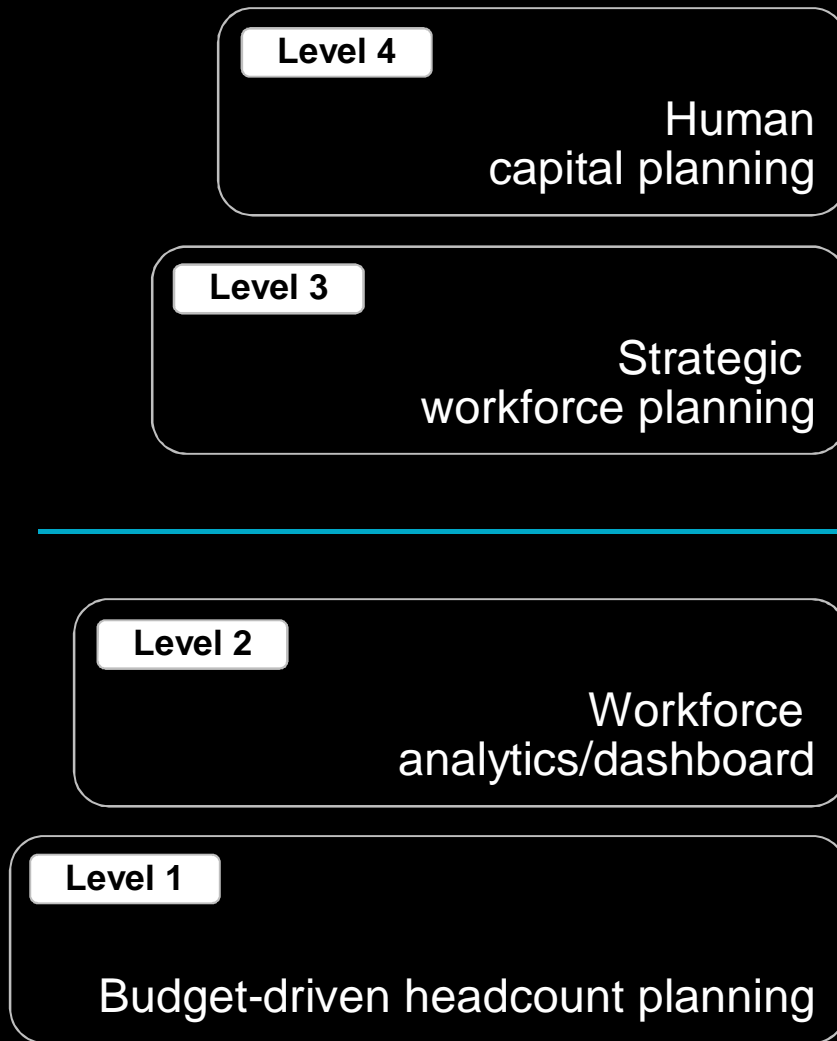 Level 4
Human
capital planning
Level 3
Strategic
workforce planning
Level 2
Workforce
analytics/dashboard
Level 1
Budget-driven headcount planning